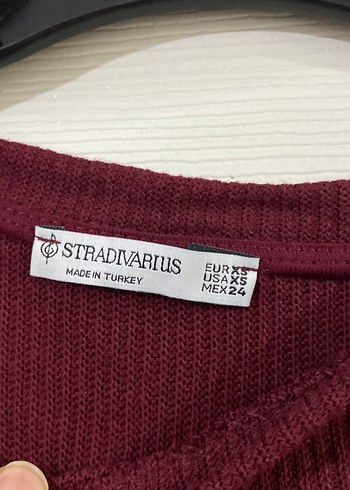 STRADIVARIUS
MADE IN TURKEY
EUR XS
USA XS
MEX 24